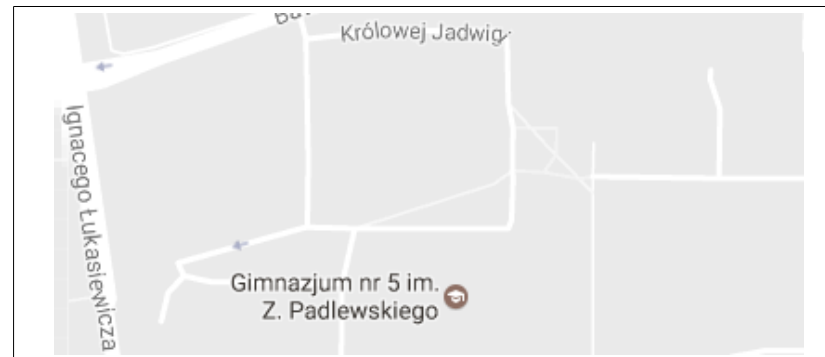 Królowej Jadwig
Ignacego Łukasiewicza
Gimnazjum nr 5 im.
Z. Padlewskiego